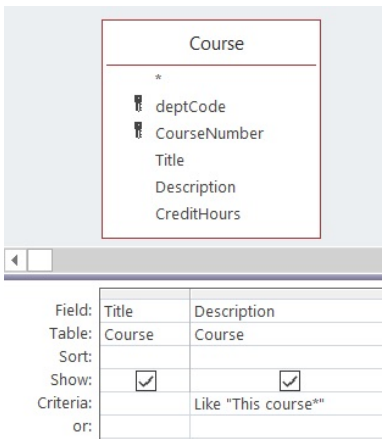 Course
*
deptCode
CourseNumber
Title
Description
CreditHours
Field: Title Description
Table: Course Course
Sort:
Show:
Criteria: Like "This course*"
or: